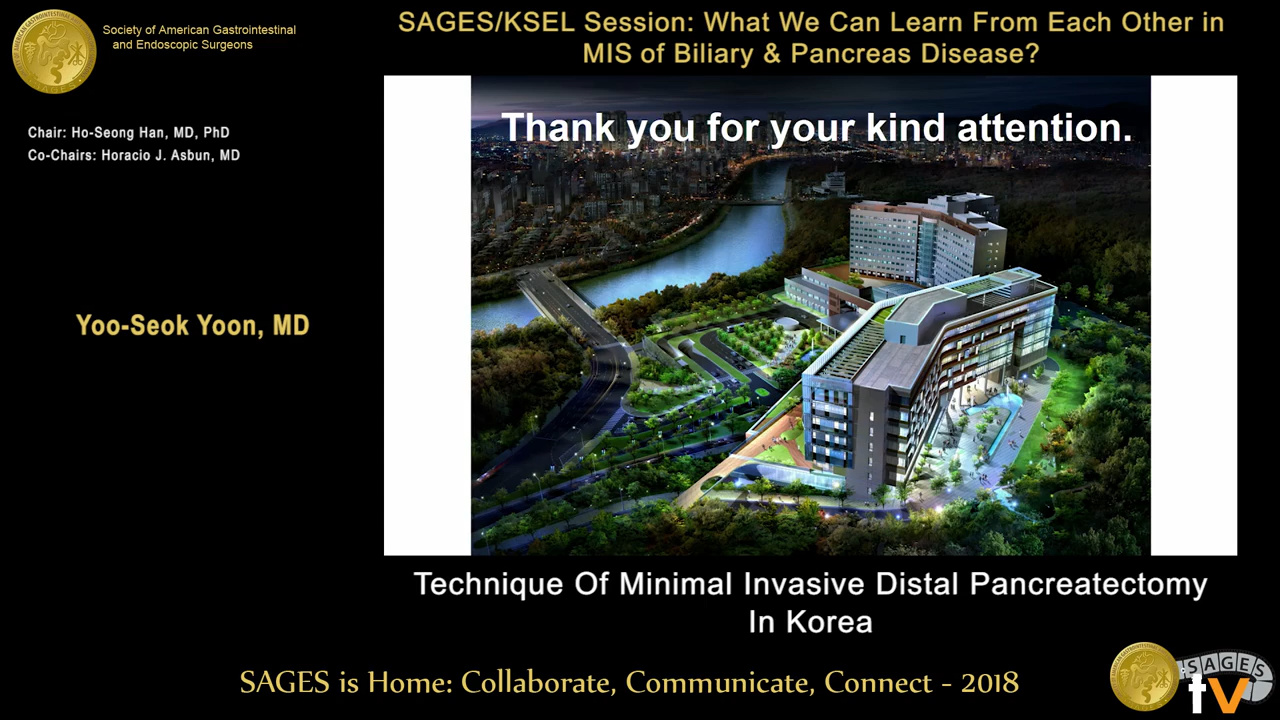 Society of American Gastrointestinal
and Endoscopic Surgeons
SAGES/KSEL Session: What We Can Learn From Each Other in
MIS of Biliary & Pancreas Disease?
Chair: Ho-Seong Han, MD, PhD
Co-Chairs: Horacio J. Asbun, MD
Yoo-Seok Yoon, MD
Thank you for your kind attention.
Technique Of Minimal Invasive Distal Pancreatectomy
In Korea
SAGES is Home: Collaborate, Communicate, Connect - 2018
SAGES
tv